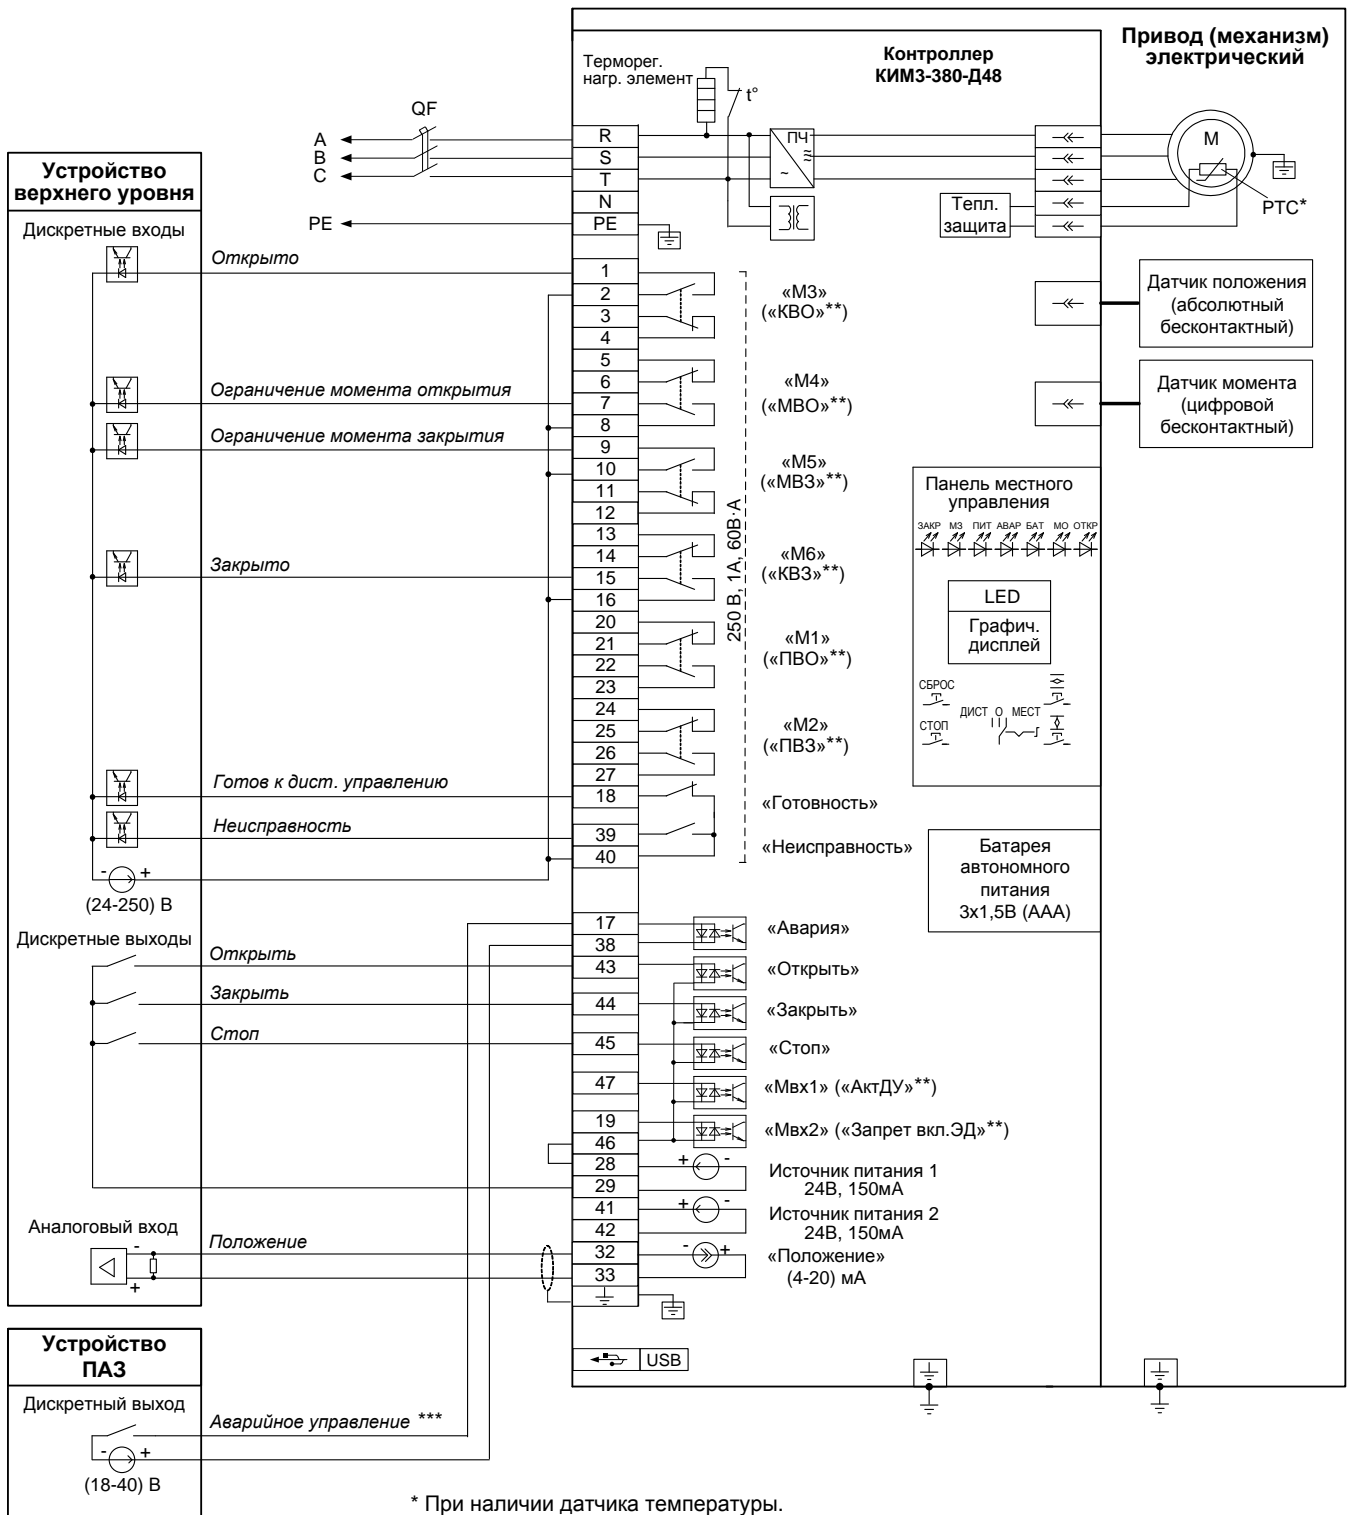 Привод (механизм)
электрический
Контроллер
КИМ3-380-Д48
Терморег.
нагр. элемент
t°
QF
A
B
C
PE
R
S
T
N
PE
ПЧ
≈
~
M
PTC*
Тепл.
защита
Устройство
верхнего уровня
Дискретные входы
Открыто
Ограничение момента открытия
Ограничение момента закрытия
Закрыто
Готов к дист. управлению
Неисправность
- +
(24-250) В
Дискретные выходы
Открыть
Закрыть
Стоп
Аналоговый вход
Положение
-
+
1
2
3
4
5
6
7
8
9
10
11
12
13
14
15
16
20
21
22
23
24
25
26
27
18
39
40
17
38
43
44
45
47
19
46
28
29
41
42
32
33
USB
250 В, 1А, 60В·А
«М3»
(«КВО»**)
«М4»
(«МВО»**)
«М5»
(«МВЗ»**)
«М6»
(«КВЗ»**)
«М1»
(«ПВО»**)
«М2»
(«ПВЗ»**)
«Готовность»
«Неисправность»
«Авария»
«Открыть»
«Закрыть»
«Стоп»
«Мвх1» («АктДУ»**)
«Мвх2» («Запрет вкл.ЭД»**)
+ -
Источник питания 1
24В, 150мА
+ -
Источник питания 2
24В, 150мА
- +
«Положение»
(4-20) мА
Датчик положения
(абсолютный
бесконтактный)
Датчик момента
(цифровой
бесконтактный)
Панель местного
управления
ЗАКР МЗ ПИТ АВАР БАТ МО ОТКР
LED
Графич.
дисплей
СБРОС
СТОП
ДИСТ О МЕСТ
Батарея
автономного
питания
3х1,5В (ААА)
Устройство
ПАЗ
Дискретный выход
Аварийное управление ***
- +
(18-40) В
* При наличии датчика температуры.